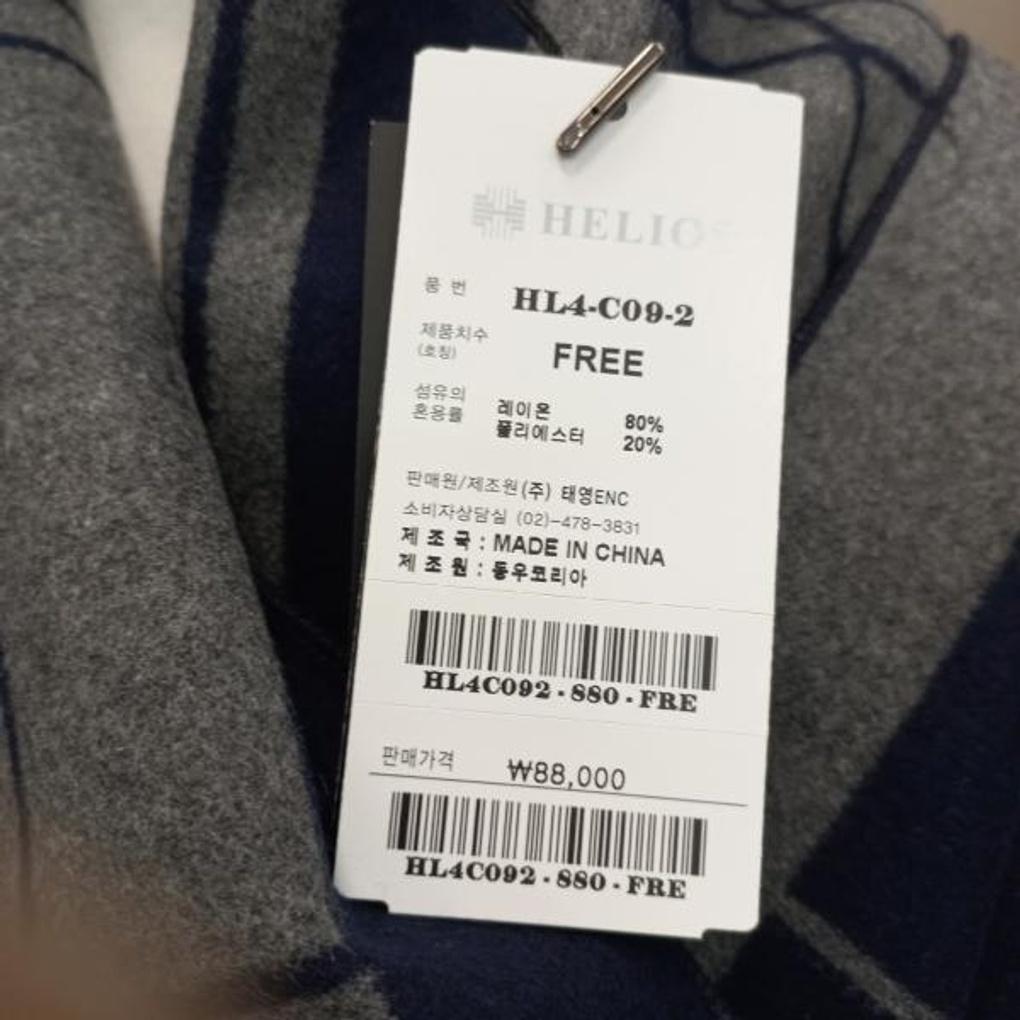 HELIOS
품 번 HL4-C09-2
제품치수 FREE
(호칭)
섬유의 레이온 80%
혼용률 폴리에스터 20%
판매원/제조원(주) 태영ENC
소비자상담실 (02)-478-3831
제 조 국 : MADE IN CHINA
제 조 원 : 동우코리아
HL4C092-880-FRE
판매가격 ₩88,000
HL4C092-880-FRE